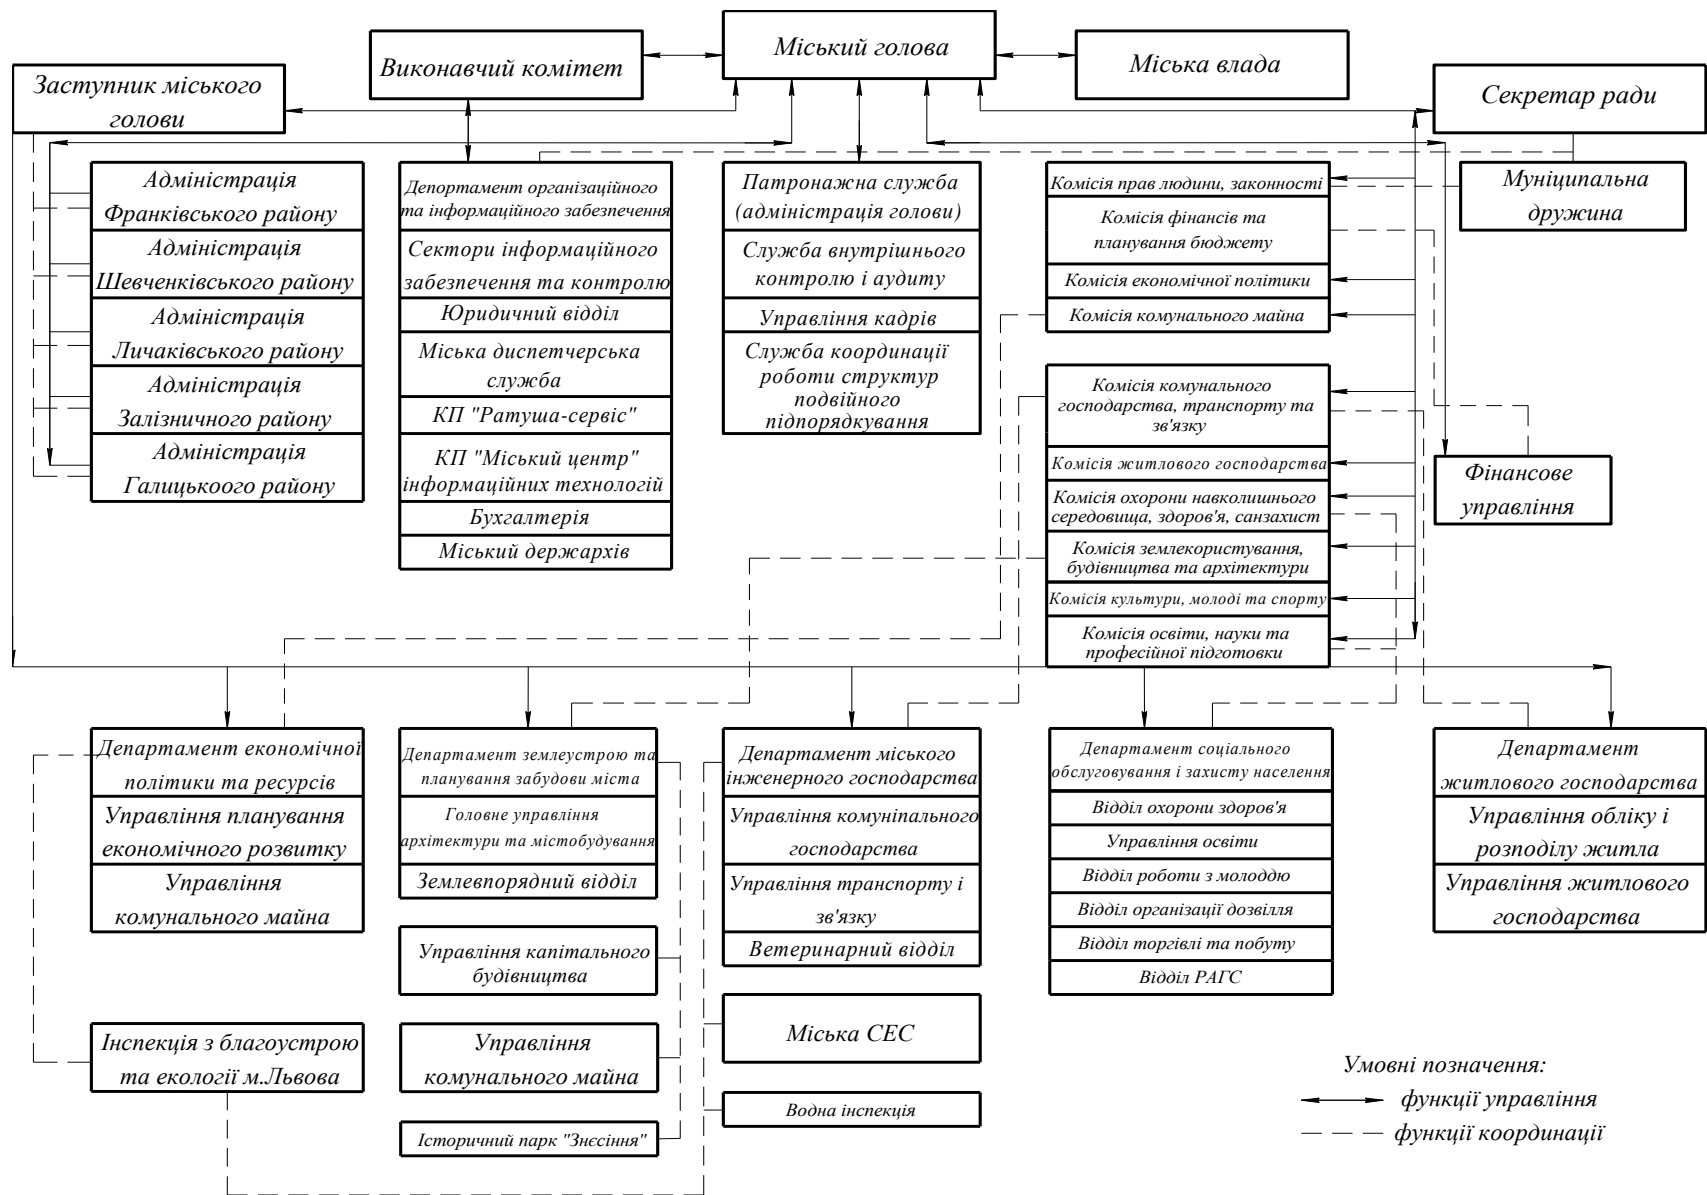 Міський голова
Виконавчий комітет
Міська влада
Заступник міського
голови
Секретар ради
Адміністрація
Франківського району
Адміністрація
Шевченківського району
Адміністрація
Личаківського району
Адміністрація
Залізничного району
Адміністрація
Галицькоого району
Депортамент організаційного
та інформаційного забезпечення
Сектори інформаційного
забезпечення та контролю
Юридичний відділ
Міська диспетчерська
служба
КП "Ратуша-сервіс"
КП "Міський центр"
інформаційних технологій
Бухгалтерія
Міський держархів
Патронажна служба
(адміністрація голови)
Служба внутрішнього
контролю і аудиту
Управління кадрів
Служба координації
роботи структур
подвійного
підпорядкування
Комісія прав людини, законності
Комісія фінансів та
планування бюджету
Комісія економічної політики
Комісія комунального майна
Муніципальна
дружина
Комісія комунального
господарства, транспорту та
зв'язку
Комісія житлового господарства
Комісія охорони навколишнього
середовища, здоров'я, санзахист
Комісія землекористування,
будівництва та архітектури
Комісія культури, молоді та спорту
Комісія освіти, науки та
професійної підготовки
Фінансове
управління
Департамент економічної
політики та ресурсів
Управління планування
економічного розвитку
Управління
комунального майна
Інспекція з благоустрою
та екології м.Львова
Департамент землеустрою та
планування забудови міста
Головне управління
архітектури та містобудування
Землевпорядний відділ
Управління капітального
будівництва
Управління
комунального майна
Історичний парк "Знєсіння"
Департамент міського
інженерного господарства
Управління комуніпального
господарства
Управління транспорту і
зв'язку
Ветеринарний відділ
Міська СЕС
Водна інспекція
Департамент соціального
обслуговування і захисту населення
Відділ охорони здоров'я
Управління освіти
Відділ роботи з молоддю
Відділ організації дозвілля
Відділ торгівлі та побуту
Відділ РАГС
Департамент
житлового господарства
Управління обліку і
розподілу житла
Управління житлового
господарства
Умовні позначення:
функції управління
функції координації